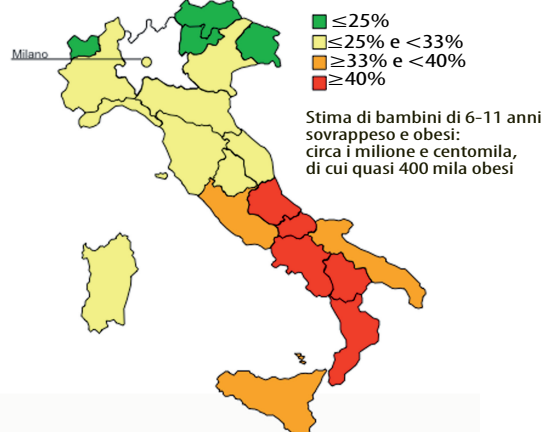 ≤25%
≤25% e <33%
≥33% e <40%
≥40%
Milano
Stima di bambini di 6-11 anni
sovrappeso e obesi:
circa i milione e centomila,
di cui quasi 400 mila obesi